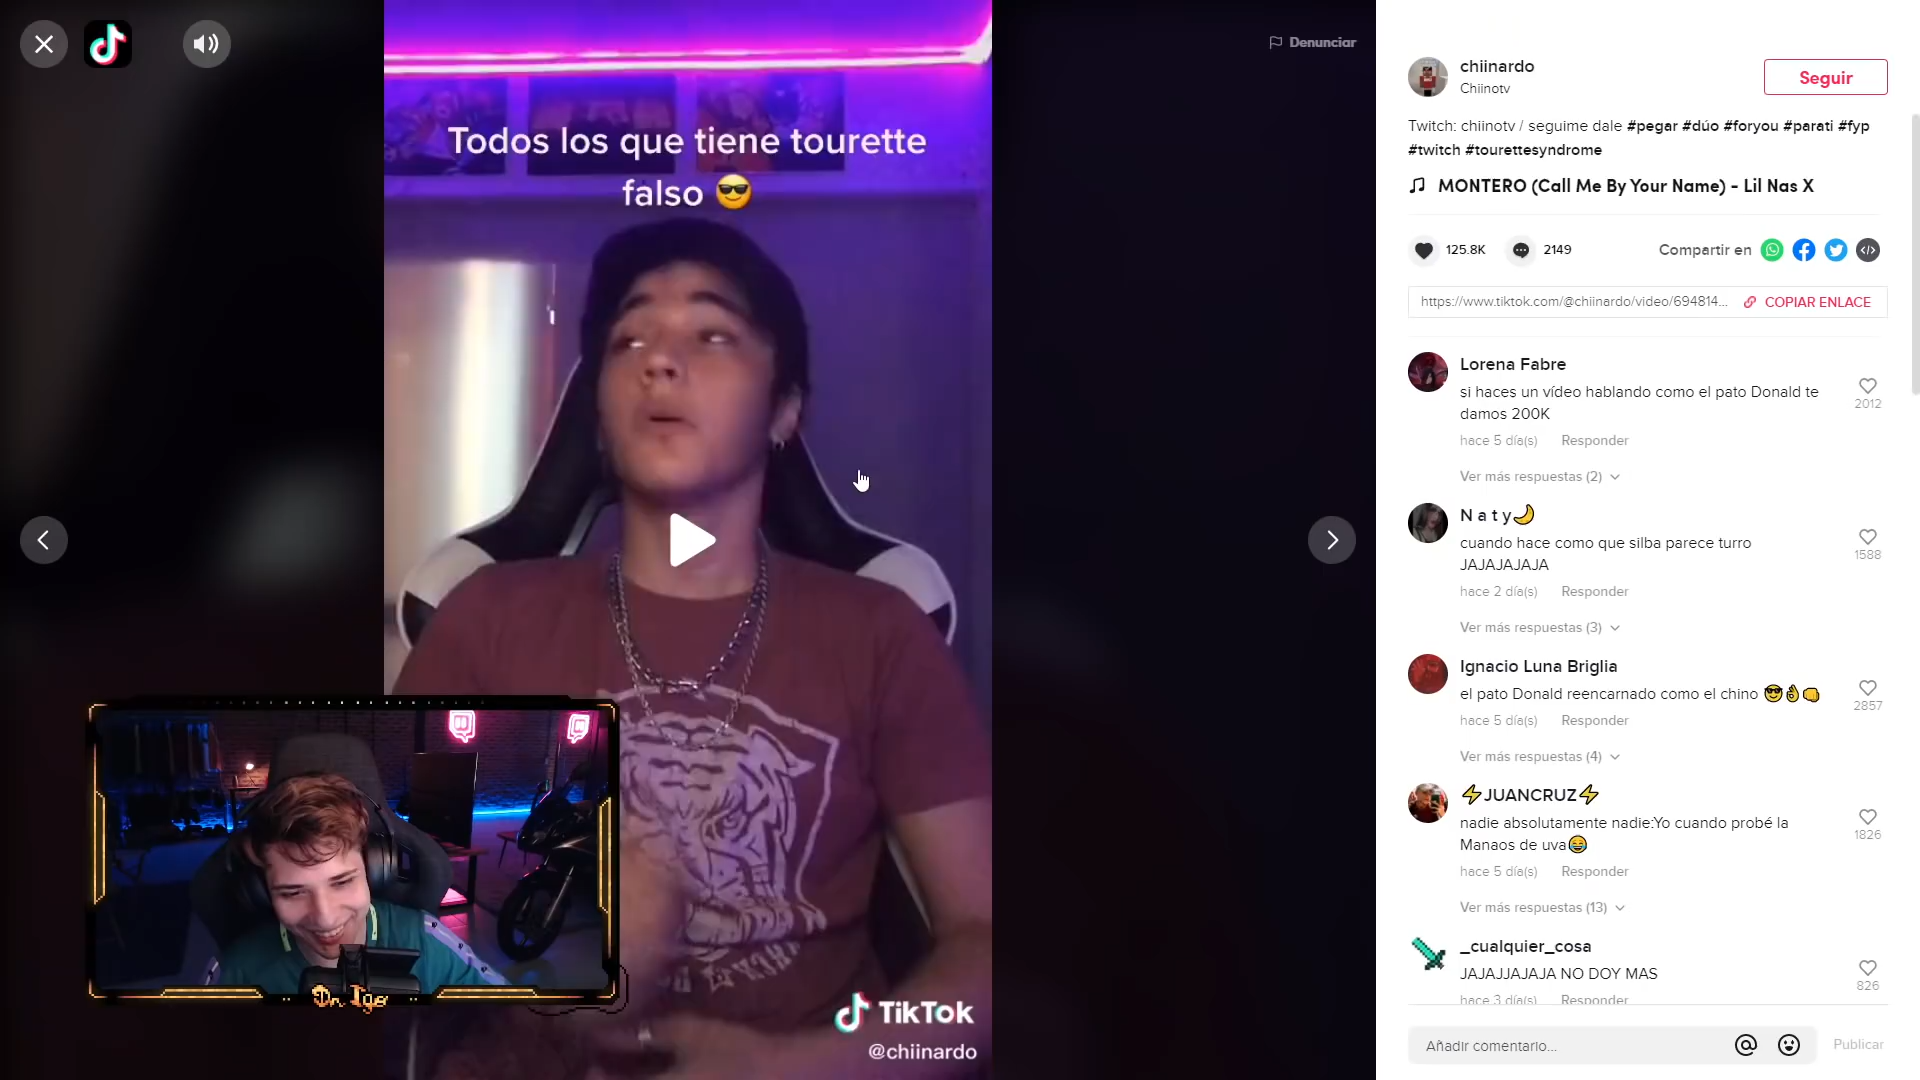 Denunciar
Todos los que tiene tourette
falso 😎
TikTok
@chiinardo
chiinardo
Chiinotv
Seguir
Twitch: chiinotv / seguime dale #pegar #dúo #foryou #parati #fyp
#twitch #tourettesyndrome
MONTERO (Call Me By Your Name) - Lil Nas X
125.8K
2149
Compartir en
https://www.tiktok.com/@chiinardo/video/694814...
COPIAR ENLACE
Lorena Fabre
si haces un vídeo hablando como el pato Donald te
damos 200K
2012
hace 5 día(s)
Responder
Ver más respuestas (2)
N a t y🌙
cuando hace como que silba parece turro
JAJAJAJAJA
1588
hace 2 día(s)
Responder
Ver más respuestas (3)
Ignacio Luna Briglia
el pato Donald reencarnado como el chino 😎👌👊
2857
hace 5 día(s)
Responder
Ver más respuestas (4)
⚡JUANCRUZ⚡
nadie absolutamente nadie:Yo cuando probé la
Manaos de uva😂
1826
hace 5 día(s)
Responder
Ver más respuestas (13)
_cualquier_cosa
JAJAJJAJAJA NO DOY MAS
826
hace 3 día(s)
Responder
Añadir comentario...
Publicar